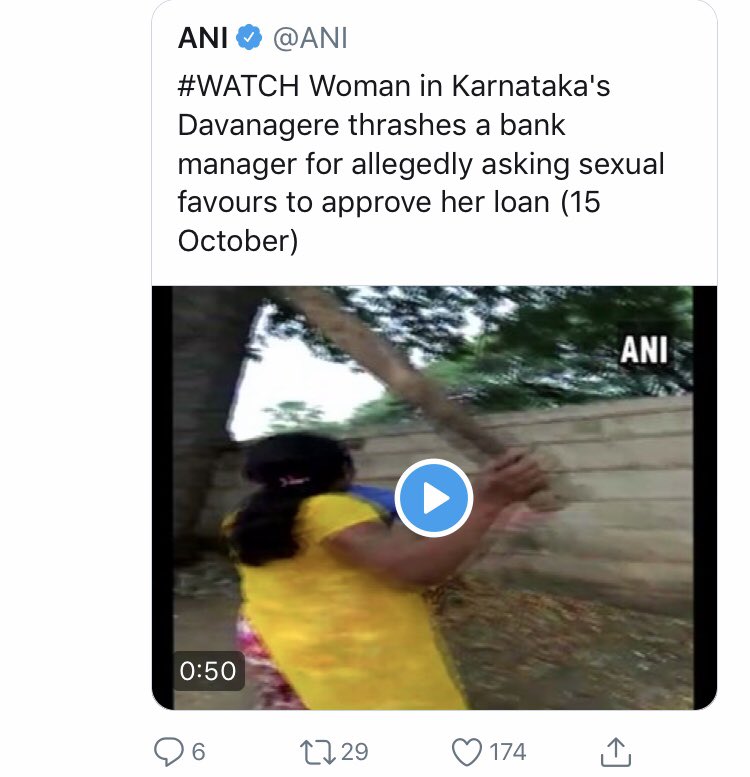 ANI @ANI
#WATCH Woman in Karnataka's
Davanagere thrashes a bank
manager for allegedly asking sexual
favours to approve her loan (15
October)
ANI
0:50
6 29 174